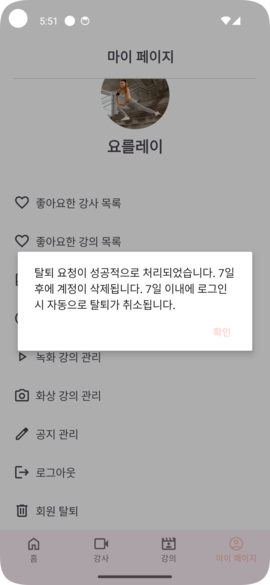 5:51
마이 페이지
요를레이
좋아요한 강사 목록
좋아요한 강의 목록
탈퇴 요청이 성공적으로 처리되었습니다. 7일
후에 계정이 삭제됩니다. 7일 이내에 로그인
시 자동으로 탈퇴가 취소됩니다.
확인
녹화 강의 관리
화상 강의 관리
공지 관리
로그아웃
회원 탈퇴
홈
강사
강의
마이 페이지